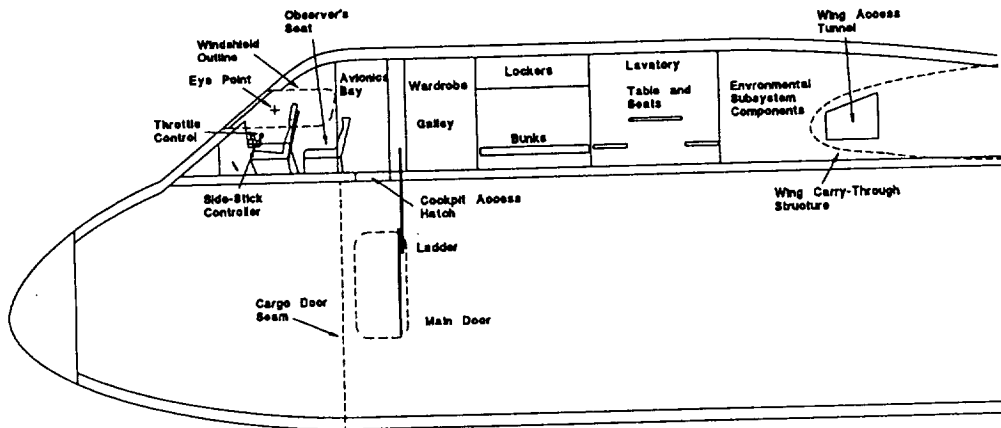 Observer's
Seat
Windshield
Outline
Eye Point
Throttle
Control
Side-Stick
Controller
Avionics
Bay
Wardrobe
Galley
Lockers
Bunks
Lavatory
Table and
Seats
Environmental
Subsystem
Components
Wing Access
Tunnel
Wing Carry-Through
Structure
Cockpit Access
Hatch
Ladder
Cargo Door
Seam
Main Door